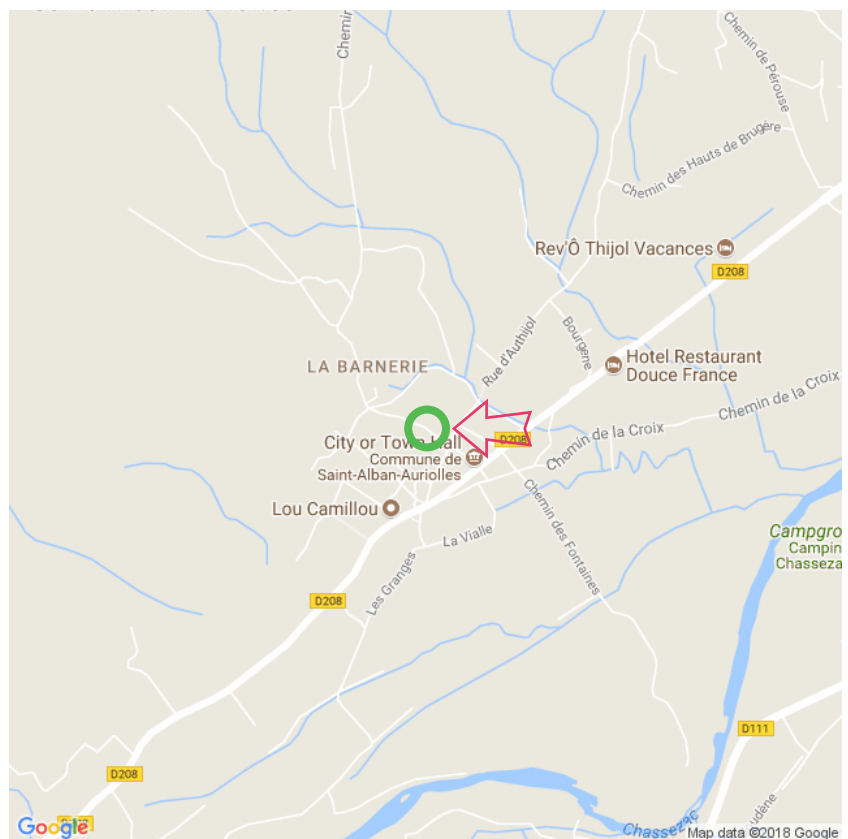 Chemin
Chemin de Pérouse
Chemin des Hauts de Brugère
Rev'Ô Thijol Vacances
D208
Rue d'Authijol
Bourgene
Hotel Restaurant
Douce France
LA BARNERIE
Chemin de la Croix
D208
City or Town Hall
Commune de
Saint-Alban-Auriolles
Chemin de la Croix
Lou Camillou
La Vialle
Chemin des Fontaines
Campgro
Campin
Chasseza
Les Granges
D208
D111
D208
Chassezac
Google
Map data ©2018 Google